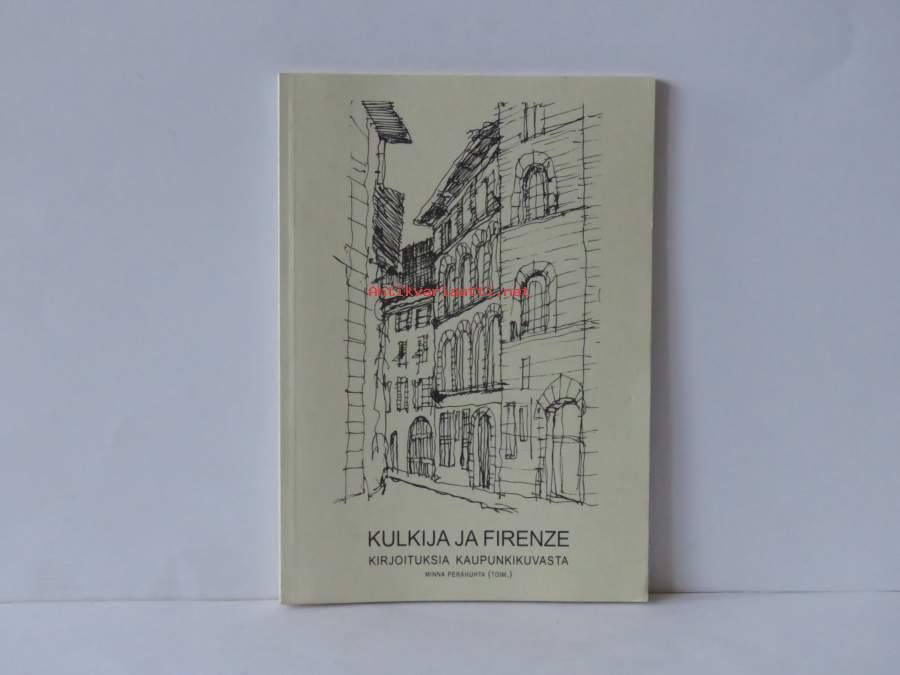 Antikvariaatti.net
KULKIJA JA FIRENZE
KIRJOITUKSIA KAUPUNKIKUVASTA
MINNA PERÄHUHTA (TOIM.)